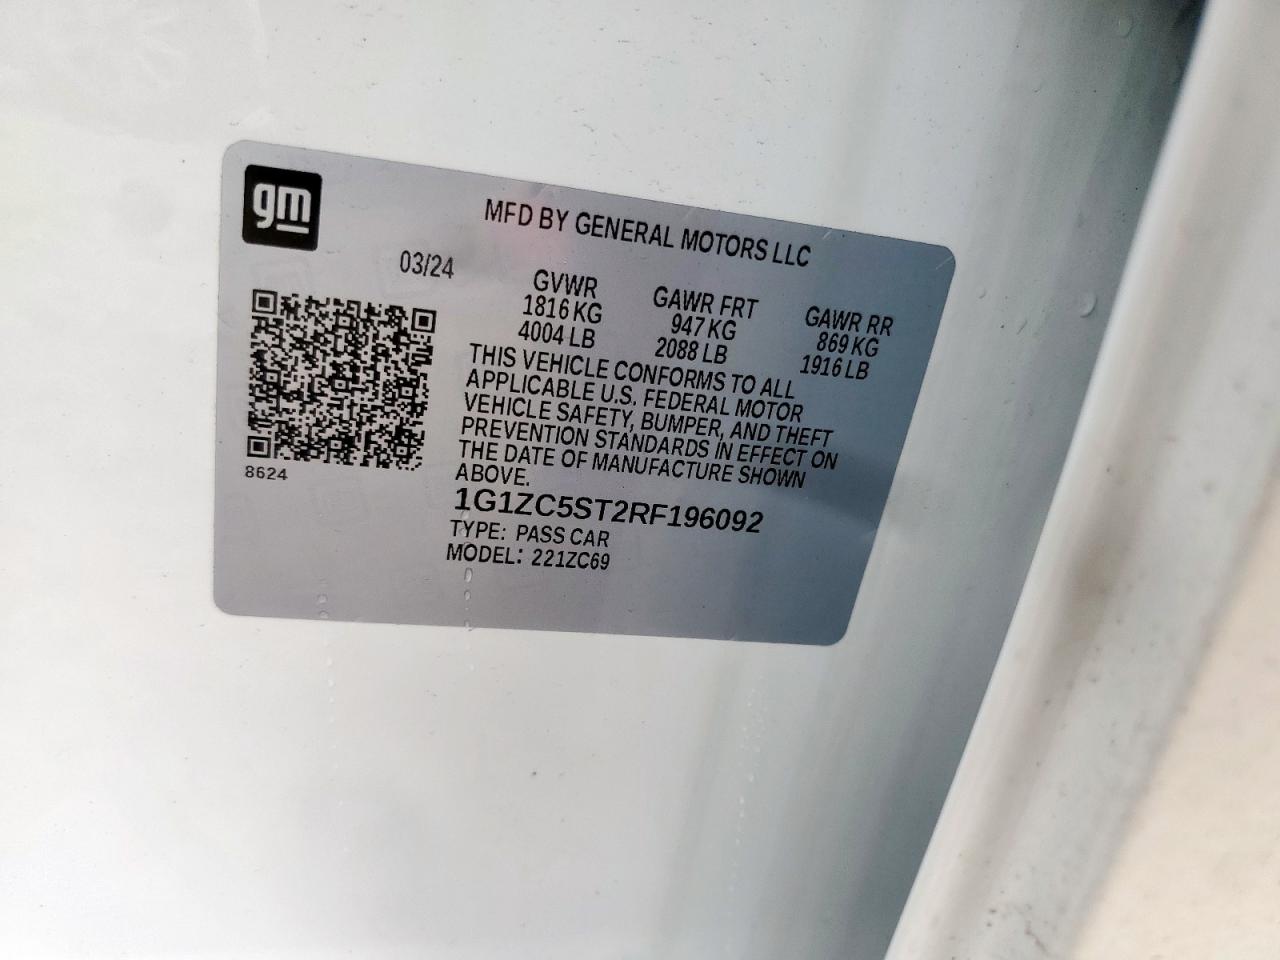 gm
MFD BY GENERAL MOTORS LLC
03/24
GVWR
1816 KG
4004 LB
GAWR FRT
947 KG
2088 LB
GAWR RR
869 KG
1916 LB
THIS VEHICLE CONFORMS TO ALL
APPLICABLE U.S. FEDERAL MOTOR
VEHICLE SAFETY, BUMPER, AND THEFT
PREVENTION STANDARDS IN EFFECT ON
THE DATE OF MANUFACTURE SHOWN
ABOVE.
8624
1G1ZC5ST2RF196092
TYPE: PASS CAR
MODEL: 221ZC69